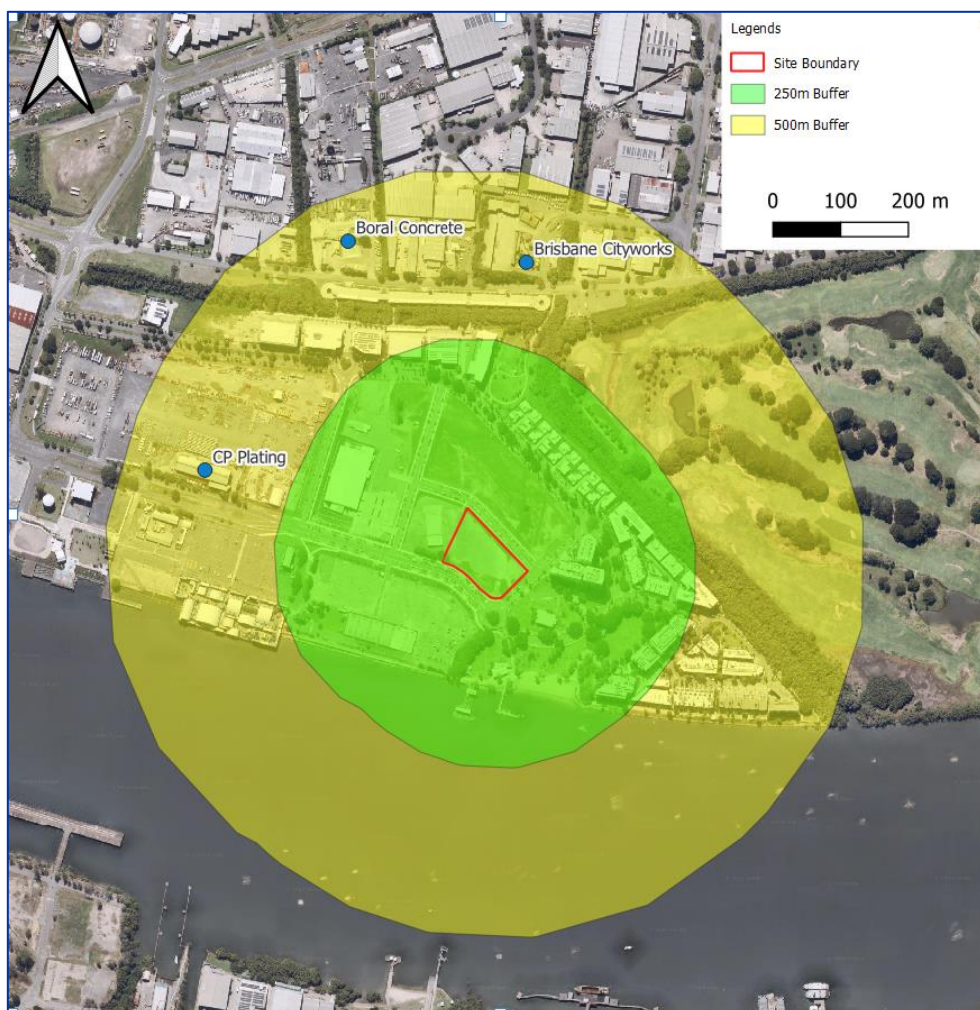 Legends
Site Boundary
250m Buffer
500m Buffer
0 100 200 m
Boral Concrete
Brisbane Cityworks
CP Plating